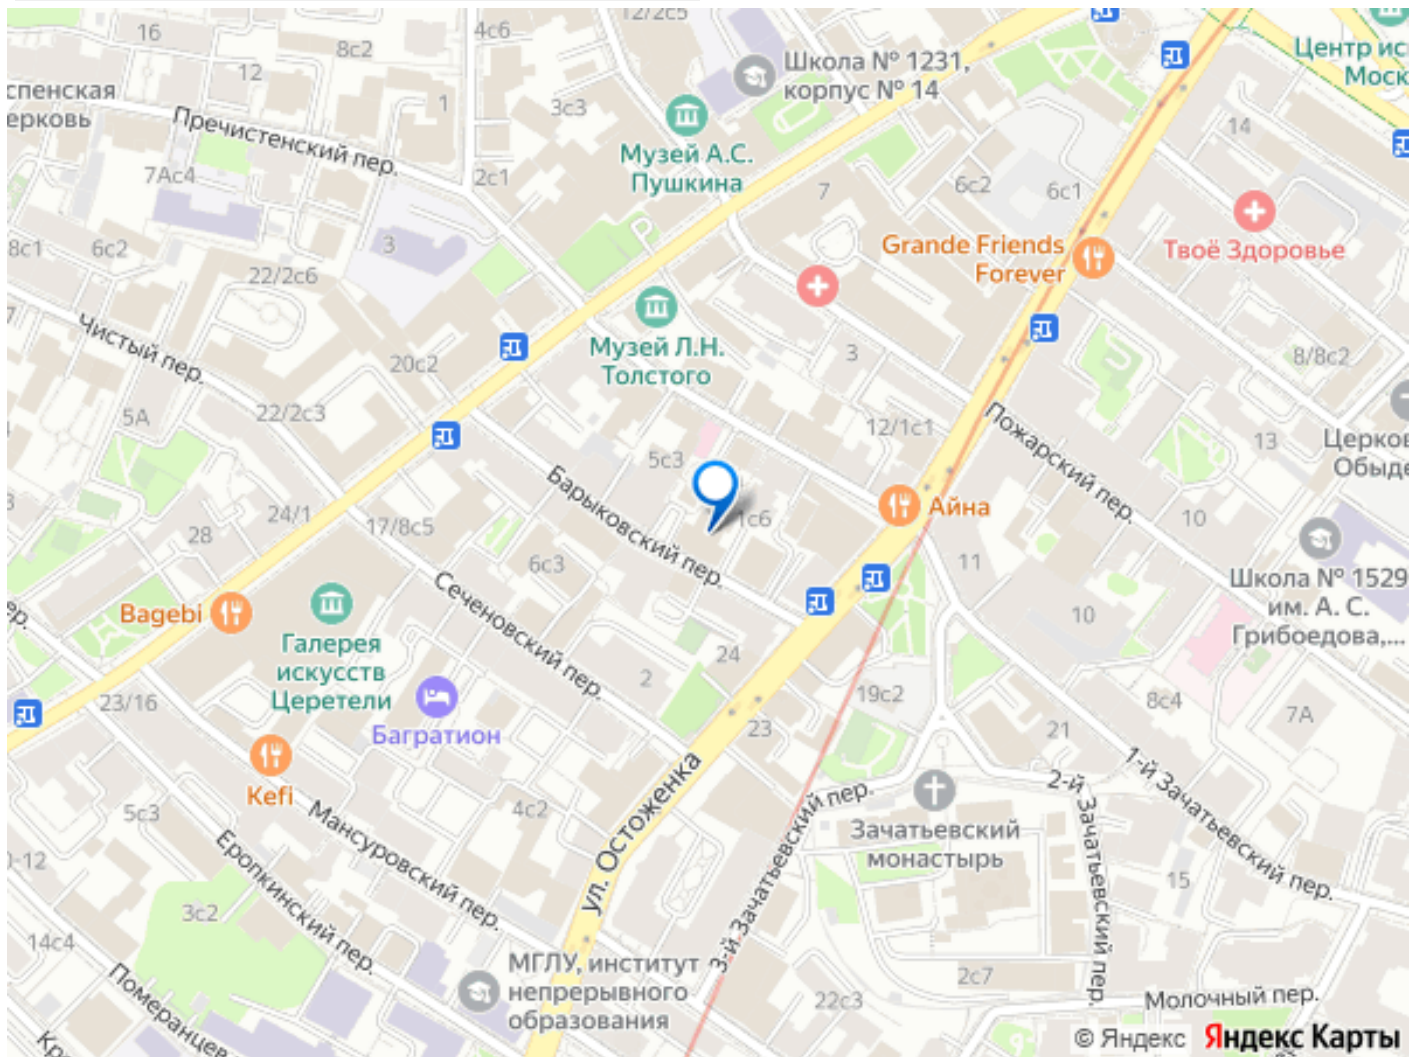 16
8с2
4с6
12/2с5
Школа № 1231,
корпус № 14
Центр ис
Моск
12
1
3с3
спенская
ерковь
Пречистенский пер.
Музей А.С.
Пушкина
14
7Ас4
2с1
7
6с2
6с1
3
8с1
6с2
22/2с6
Grande Friends
Forever
Твоё Здоровье
Чистый пер.
Музей Л.Н.
Толстого
3
8/8с2
20с2
5А
22/2с3
12/1с1
Пожарский пер.
13
Церков
Обыде
5с3
Барыковский пер.
1с6
Айна
10
24/1
17/8с5
28
6с3
11
Школа № 1529
им. А. С.
Грибоедова,...
Сеченовский пер.
10
Bagebi
ер.
Галерея
искусств
Церетели
24
2
19с2
8с4
7А
23/16
Багратион
23
21
Kefi
ул. Остоженка
1-й Зачатьевский пер.
2-й Зачатьевский пер.
3-й Зачатьевский пер.
Зачатьевский
монастырь
4с2
5с3
Мансуровский пер.
0-12
Еропкинский пер.
15
3с2
14с4
МГЛУ, институт
непрерывного
образования
2с7
22с3
Молочный пер.
Померанцев
Кр
© Яндекс Яндекс Карты